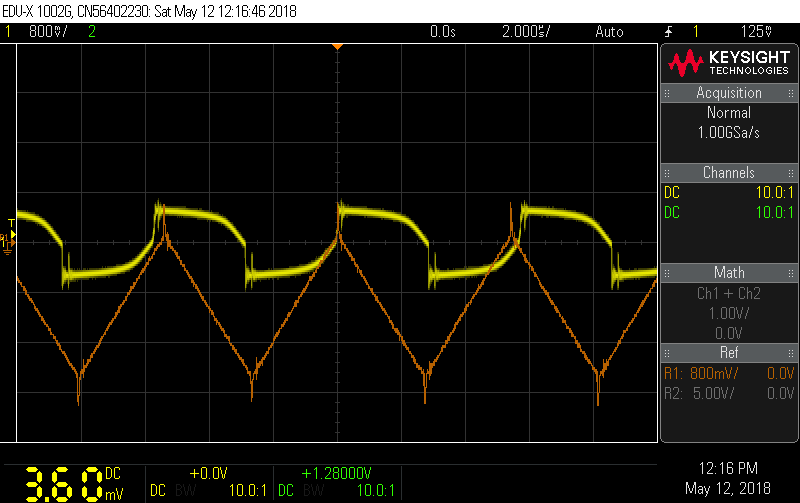 EDU-X 1002G, CN56402230: Sat May 12 12:16:46 2018
1 800▽/ 2 0.0s 2.000s/ Auto 1 125▽
KEYSIGHT
TECHNOLOGIES
Acquisition
Normal
1.00GSa/s
Channels
DC 10.0:1
DC 10.0:1
Math
Ch1 + Ch2
1.00V/
0.0V
Ref
R1: 800mV/ 0.0V
R2: 5.00V/ 0.0V
T
R1
3.60 DC
mV
+0.0V
DC BW 10.0:1
+1.28000V
DC BW 10.0:1
12:16 PM
May 12, 2018